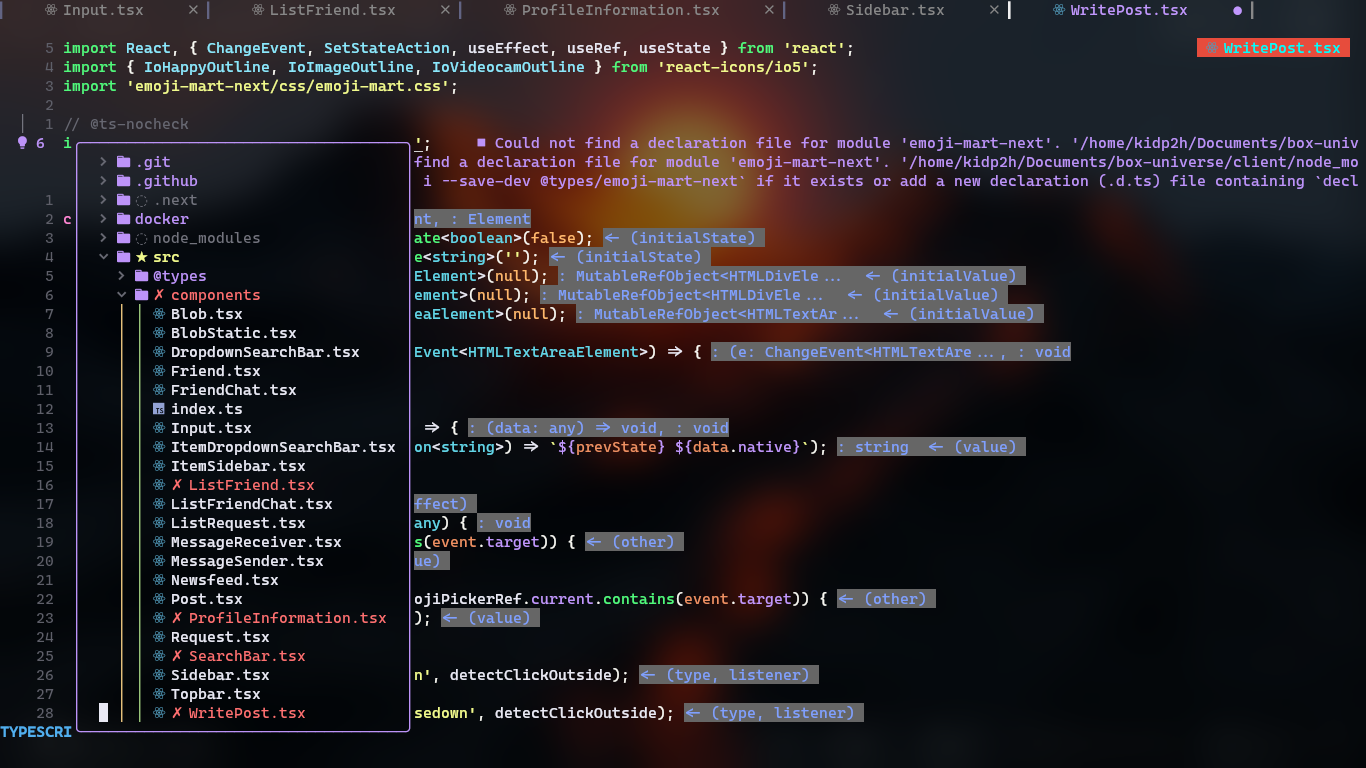 Input.tsx ListFriend.tsx ProfileInformation.tsx Sidebar.tsx WritePost.tsx
5 import React, { ChangeEvent, SetStateAction, useEffect, useRef, useState } from 'react';
WritePost.tsx
4 import { IoHappyOutline, IoImageOutline, IoVideocamOutline } from 'react-icons/io5';
3 import 'emoji-mart-next/css/emoji-mart.css';
2
1 // @ts-nocheck
6 i '; ■ Could not find a declaration file for module 'emoji-mart-next'. '/home/kidp2h/Documents/box-univ
.git find a declaration file for module 'emoji-mart-next'. '/home/kidp2h/Documents/box-universe/client/node_mo
.github i --save-dev @types/emoji-mart-next` if it exists or add a new declaration (.d.ts) file containing `decl
1 .next
2 c docker nt, : Element
3 node_modules ate<boolean>(false); ← (initialState)
4 ★ src e<string>(''); ← (initialState)
5 @types Element>(null); : MutableRefObject<HTMLDivEle... ← (initialValue)
6 ✗ components ement>(null); : MutableRefObject<HTMLDivEle... ← (initialValue)
7 Blob.tsx eaElement>(null); : MutableRefObject<HTMLTextAr... ← (initialValue)
8 BlobStatic.tsx
9 DropdownSearchBar.tsx Event<HTMLTextAreaElement>) ⇒ { : (e: ChangeEvent<HTMLTextAre..., : void
10 Friend.tsx
11 FriendChat.tsx
12 TS index.ts
13 Input.tsx ⇒ { : (data: any) ⇒ void, : void
14 ItemDropdownSearchBar.tsx on<string>) ⇒ `${prevState} ${data.native}`); : string ← (value)
15 ItemSidebar.tsx
16 ✗ ListFriend.tsx
17 ListFriendChat.tsx ffect)
18 ListRequest.tsx any) { : void
19 MessageReceiver.tsx s(event.target)) { ← (other)
20 MessageSender.tsx ue)
21 Newsfeed.tsx
22 Post.tsx ojiPickerRef.current.contains(event.target)) { ← (other)
23 ✗ ProfileInformation.tsx ); ← (value)
24 Request.tsx
25 ✗ SearchBar.tsx
26 Sidebar.tsx n', detectClickOutside); ← (type, listener)
27 Topbar.tsx
28 ✗ WritePost.tsx sedown', detectClickOutside); ← (type, listener)
TYPESCRI